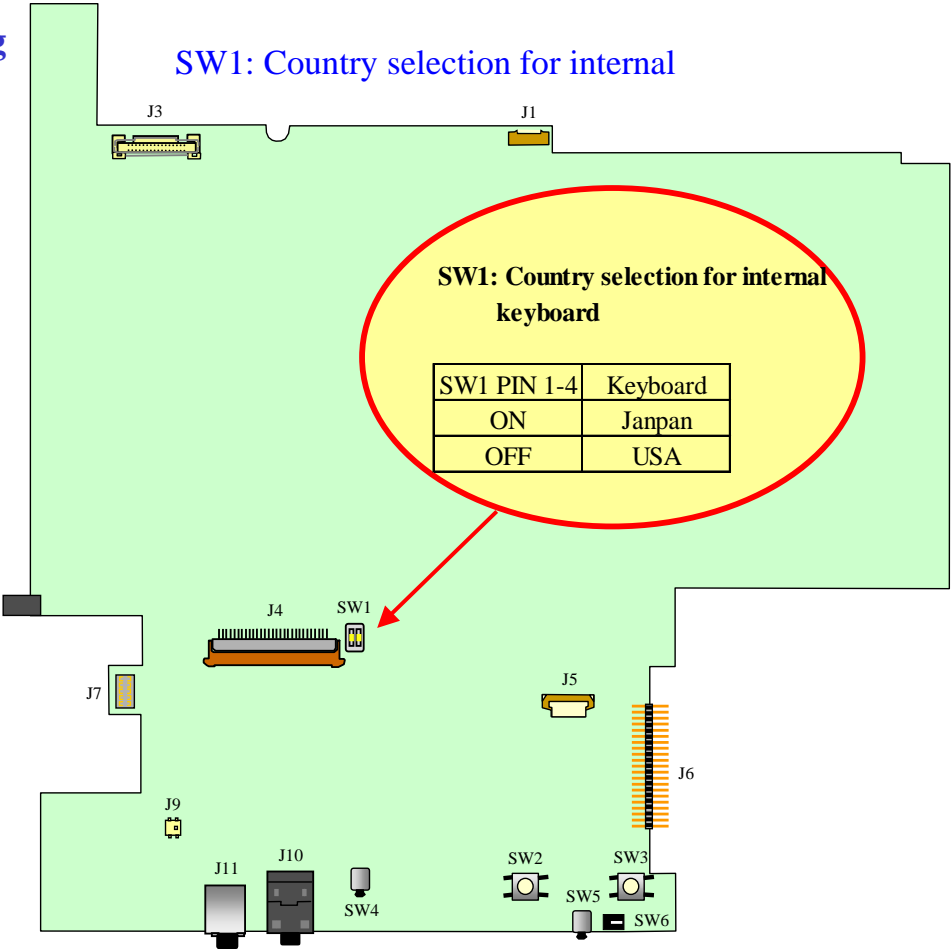 g
SW1: Country selection for internal
J3
J1
SW1: Country selection for internal
keyboard
SW1 PIN 1-4 Keyboard
ON Janpan
OFF USA
J4
SW1
J7
J5
J6
J9
J11
J10
SW4
SW2
SW3
SW5
SW6